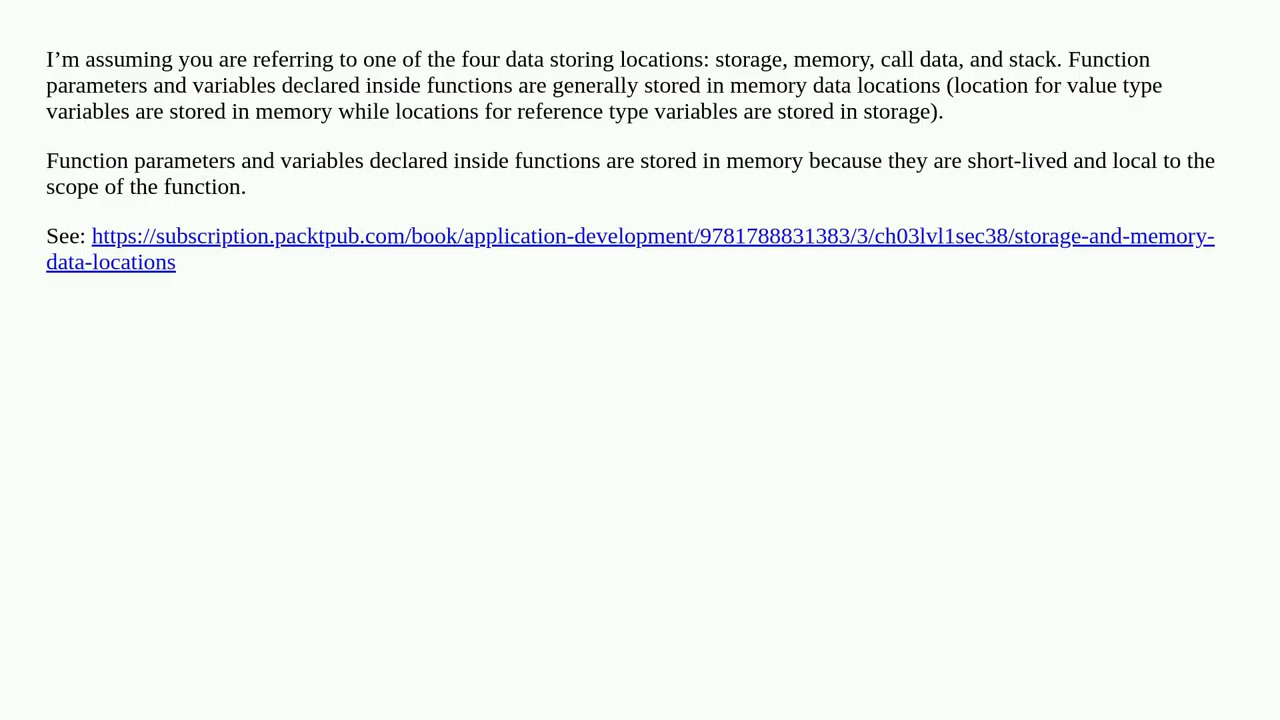 I’m assuming you are referring to one of the four data storing locations: storage, memory, call data, and stack. Function
parameters and variables declared inside functions are generally stored in memory data locations (location for value type
variables are stored in memory while locations for reference type variables are stored in storage).
Function parameters and variables declared inside functions are stored in memory because they are short-lived and local to the
scope of the function.
See: https://subscription.packtpub.com/book/application-development/9781788831383/3/ch03lvl1sec38/storage-and-memory-
data-locations